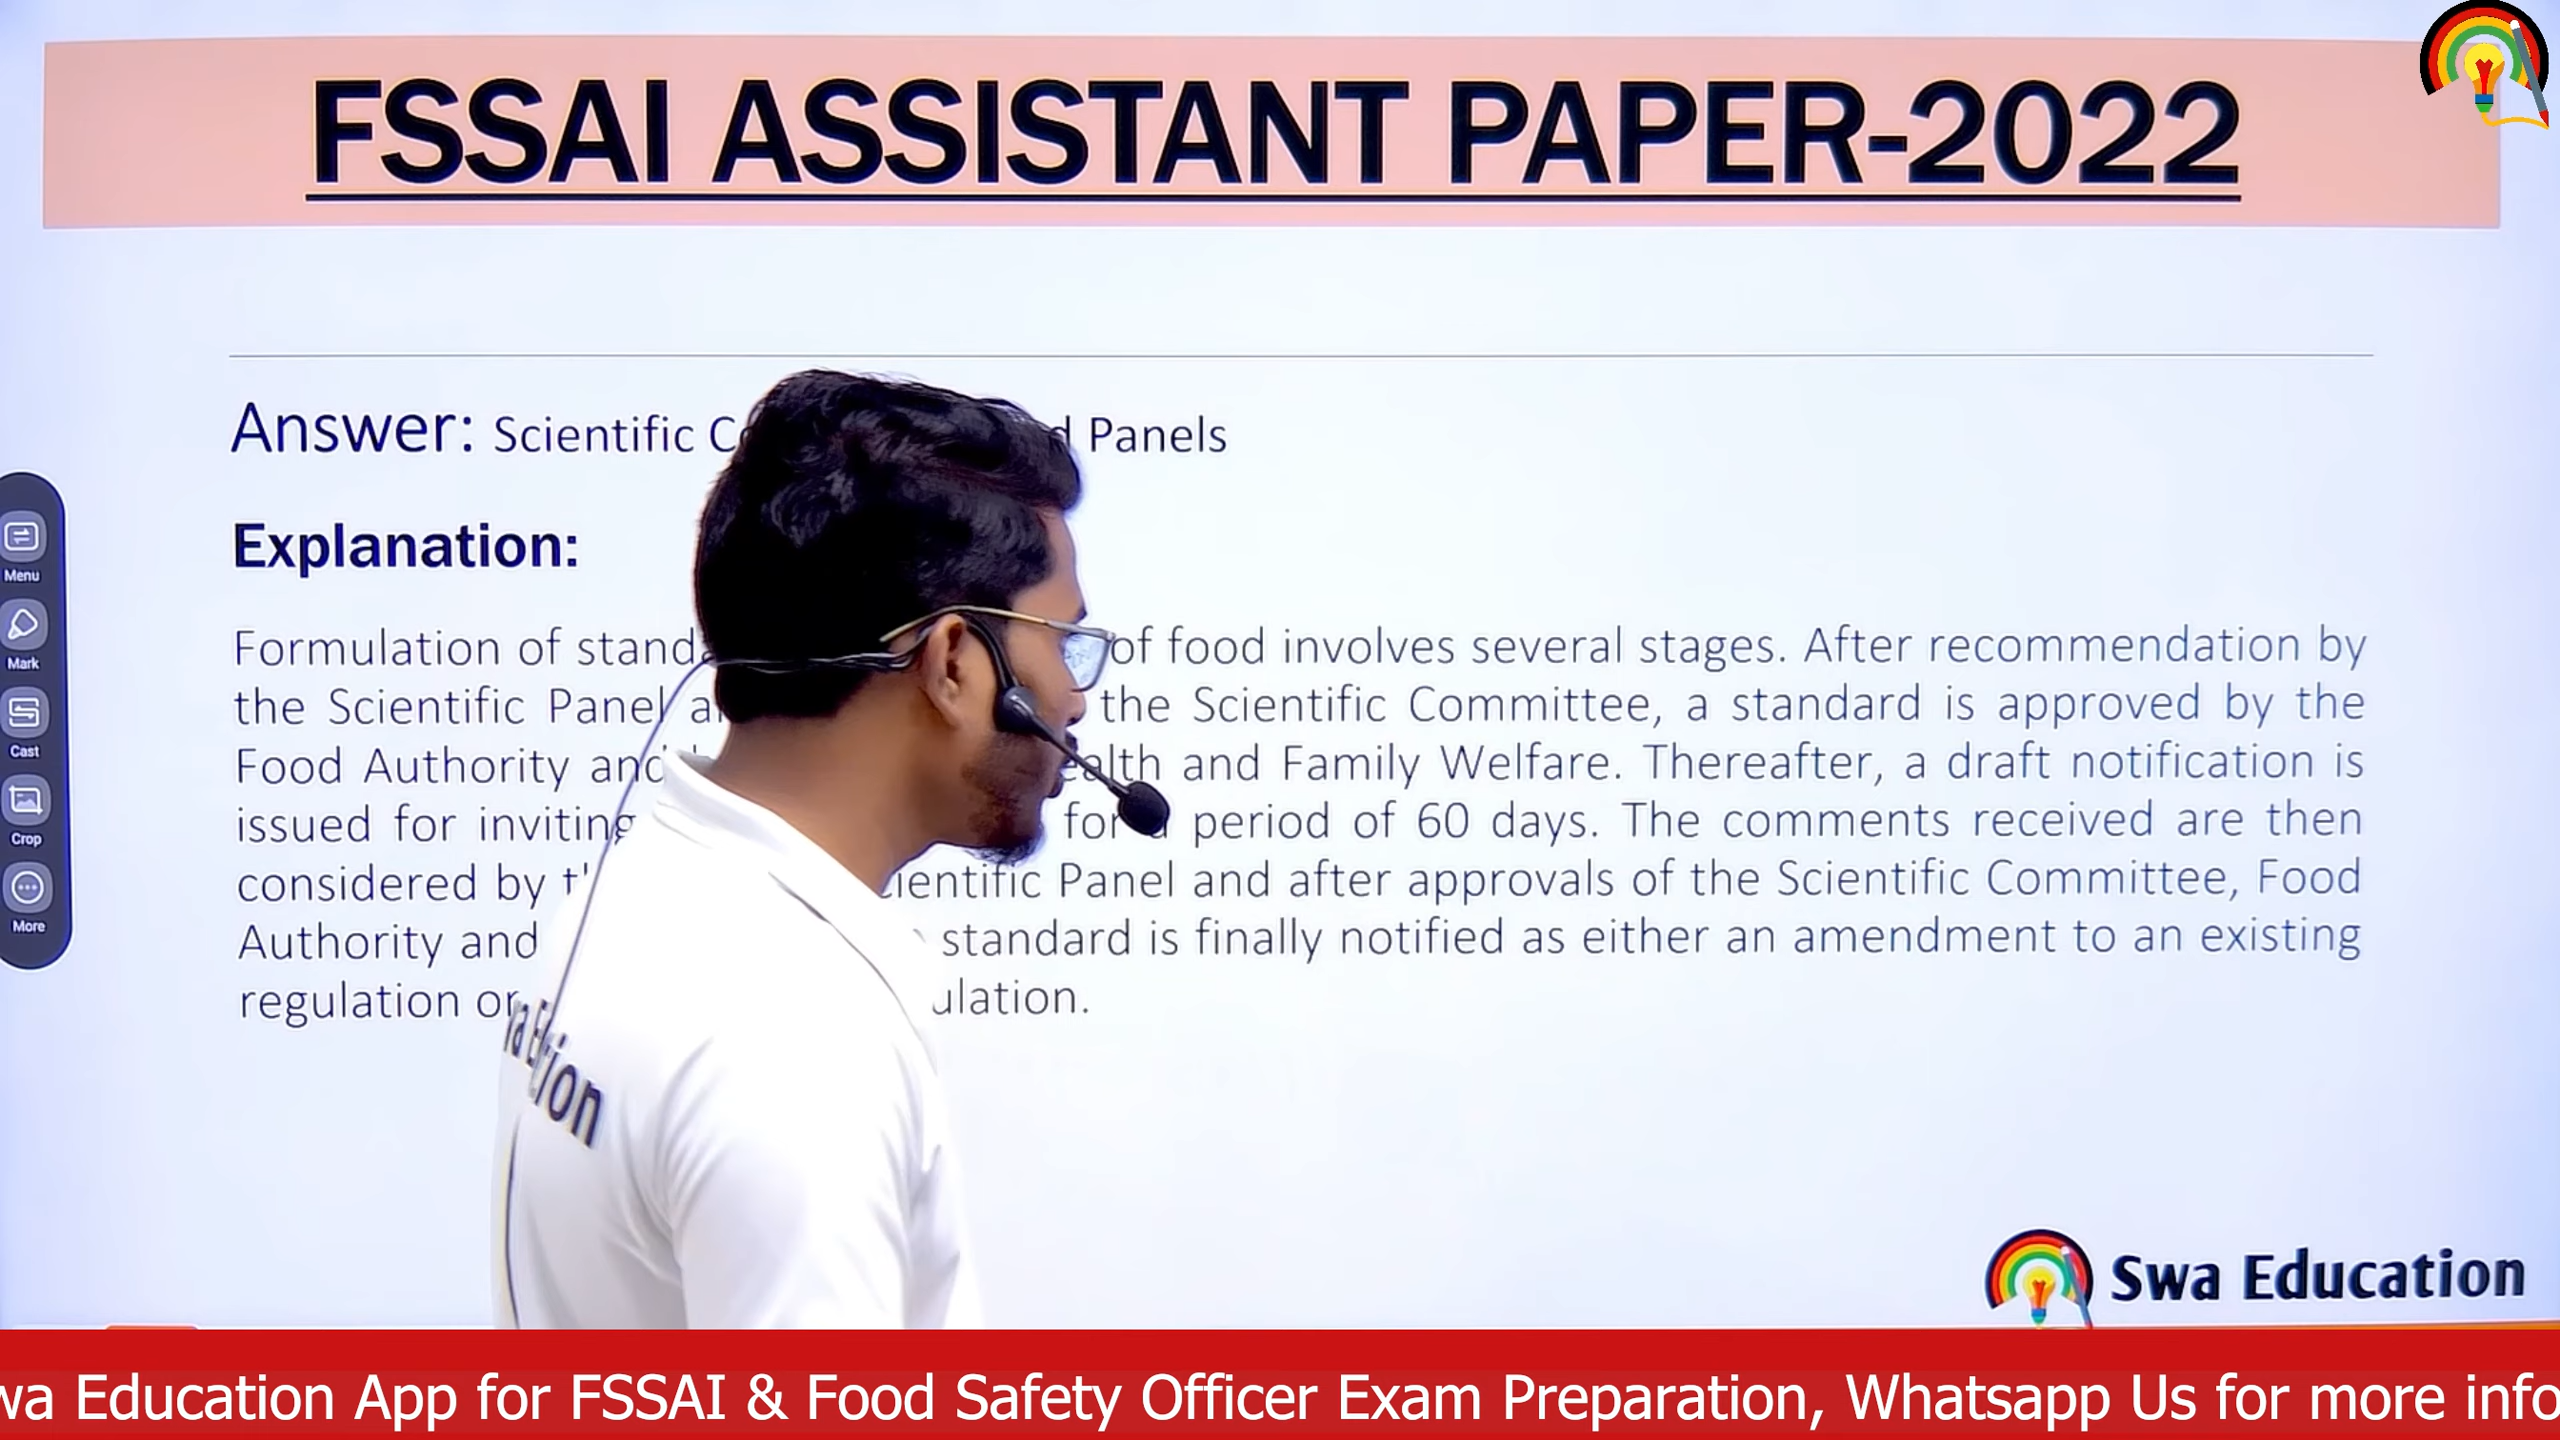 FSSAI ASSISTANT PAPER-2022
Answer: Scientific Panels
Explanation:
Formulation of of food involves several stages. After recommendation by
the Scientific Panel the Scientific Committee, a standard is approved by the
Food Authority and Family Welfare. Thereafter, a draft notification is
issued for inviting for period of 60 days. The comments received are then
considered by Panel and after approvals of the Scientific Committee, Food
Authority and standard is finally notified as either an amendment to an existing
regulation or
Menu
Mark
Cast
Crop
More
Swa Education
Education App for FSSAI & Food Safety Officer Exam Preparation, Whatsapp Us for more info